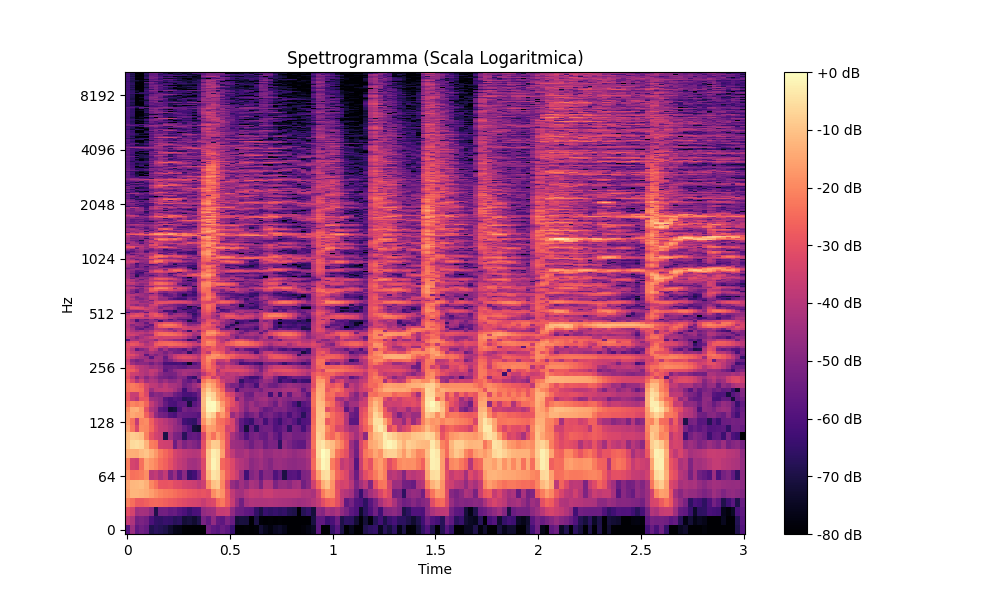 Spettrogramma (Scala Logaritmica)
Hz
8192
4096
2048
1024
512
256
128
64
0
0
0.5
1
1.5
2
2.5
3
Time
+0 dB
-10 dB
-20 dB
-30 dB
-40 dB
-50 dB
-60 dB
-70 dB
-80 dB